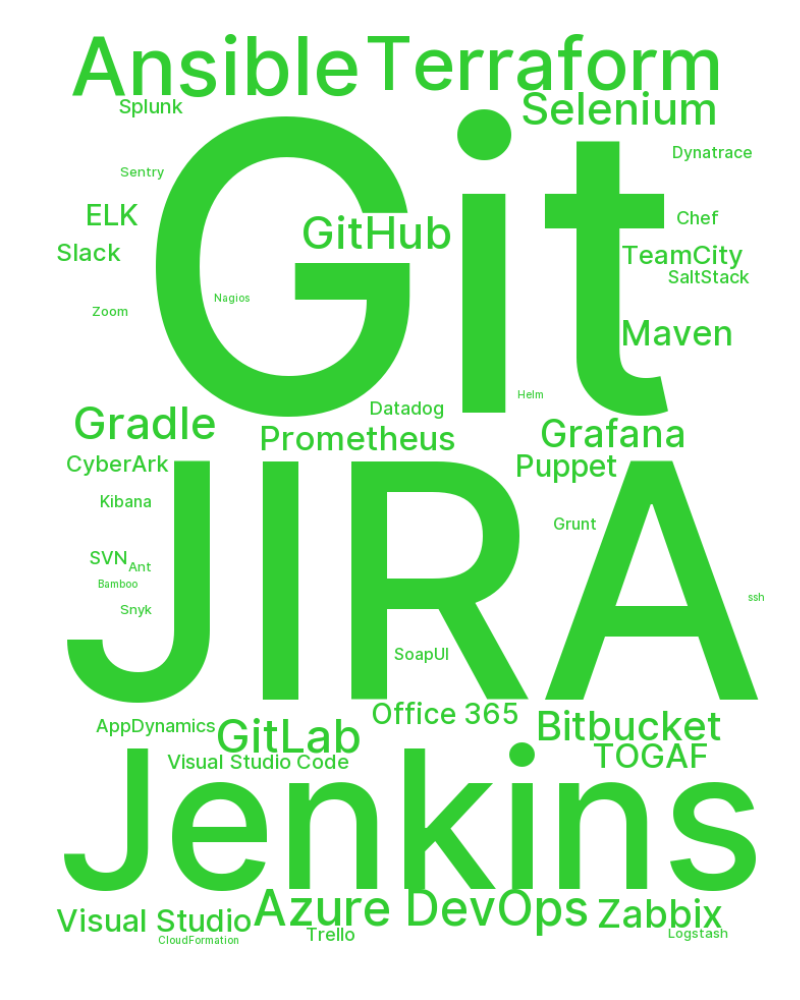 Ansible
Terraform
Splunk
Selenium
Git
Dynatrace
Sentry
ELK
Chef
GitHub
Slack
TeamCity
SaltStack
Nagios
Zoom
Maven
Helm
Datadog
Gradle
Prometheus
Grafana
CyberArk
Puppet
JIRA
Kibana
Grunt
SVN
Ant
Bamboo
ssh
Snyk
SoapUI
Office 365
AppDynamics
GitLab
Bitbucket
TOGAF
Visual Studio Code
Jenkins
Azure DevOps
Visual Studio
Zabbix
Trello
Logstash
CloudFormation